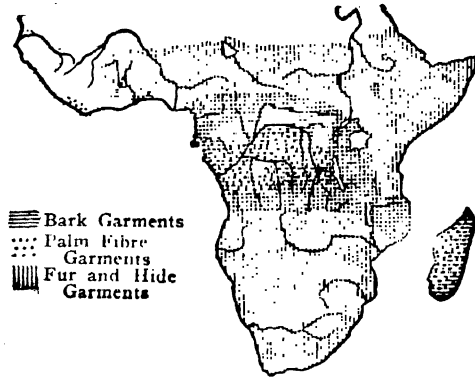 Bark Garments
Palm Fibre
Garments
Fur and Hide
Garments